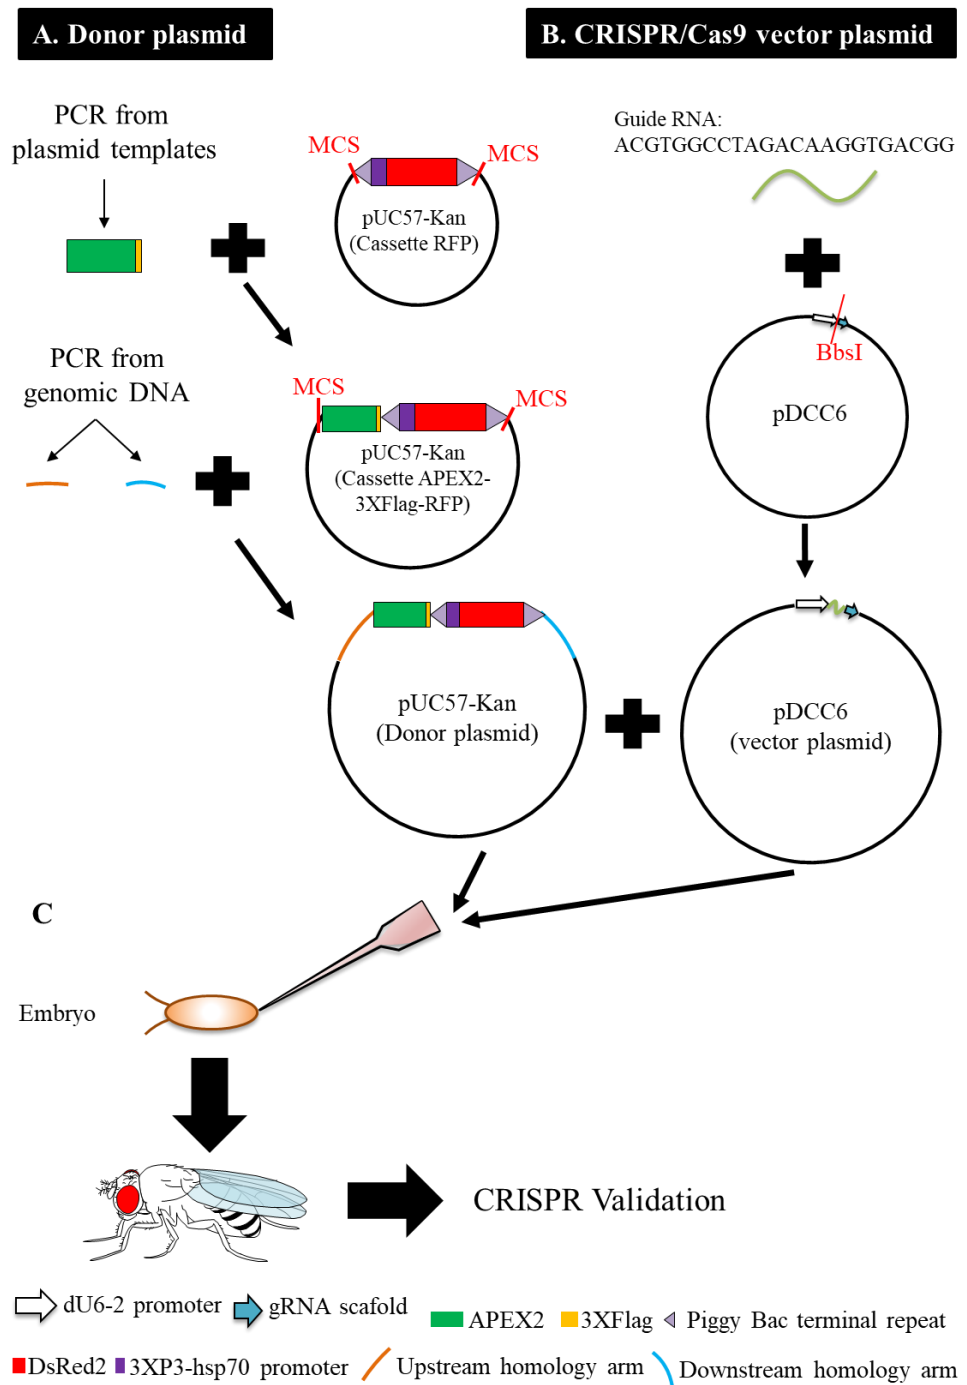 A. Donor plasmid
B. CRISPR/Cas9 vector plasmid
PCR from
plasmid templates
MCS
MCS
pUC57-Kan
(Cassette RFP)
Guide RNA:
ACGTGGCCTAGACAAGGTGACGG
PCR from
genomic DNA
MCS
MCS
pUC57-Kan
(Cassette APEX2-
3XFlag-RFP)
BbsI
pDCC6
pUC57-Kan
(Donor plasmid)
pDCC6
(vector plasmid)
C
Embryo
CRISPR Validation
dU6-2 promoter
gRNA scafold
APEX2
3XFlag
Piggy Bac terminal repeat
DsRed2
3XP3-hsp70 promoter
Upstream homology arm
Downstream homology arm